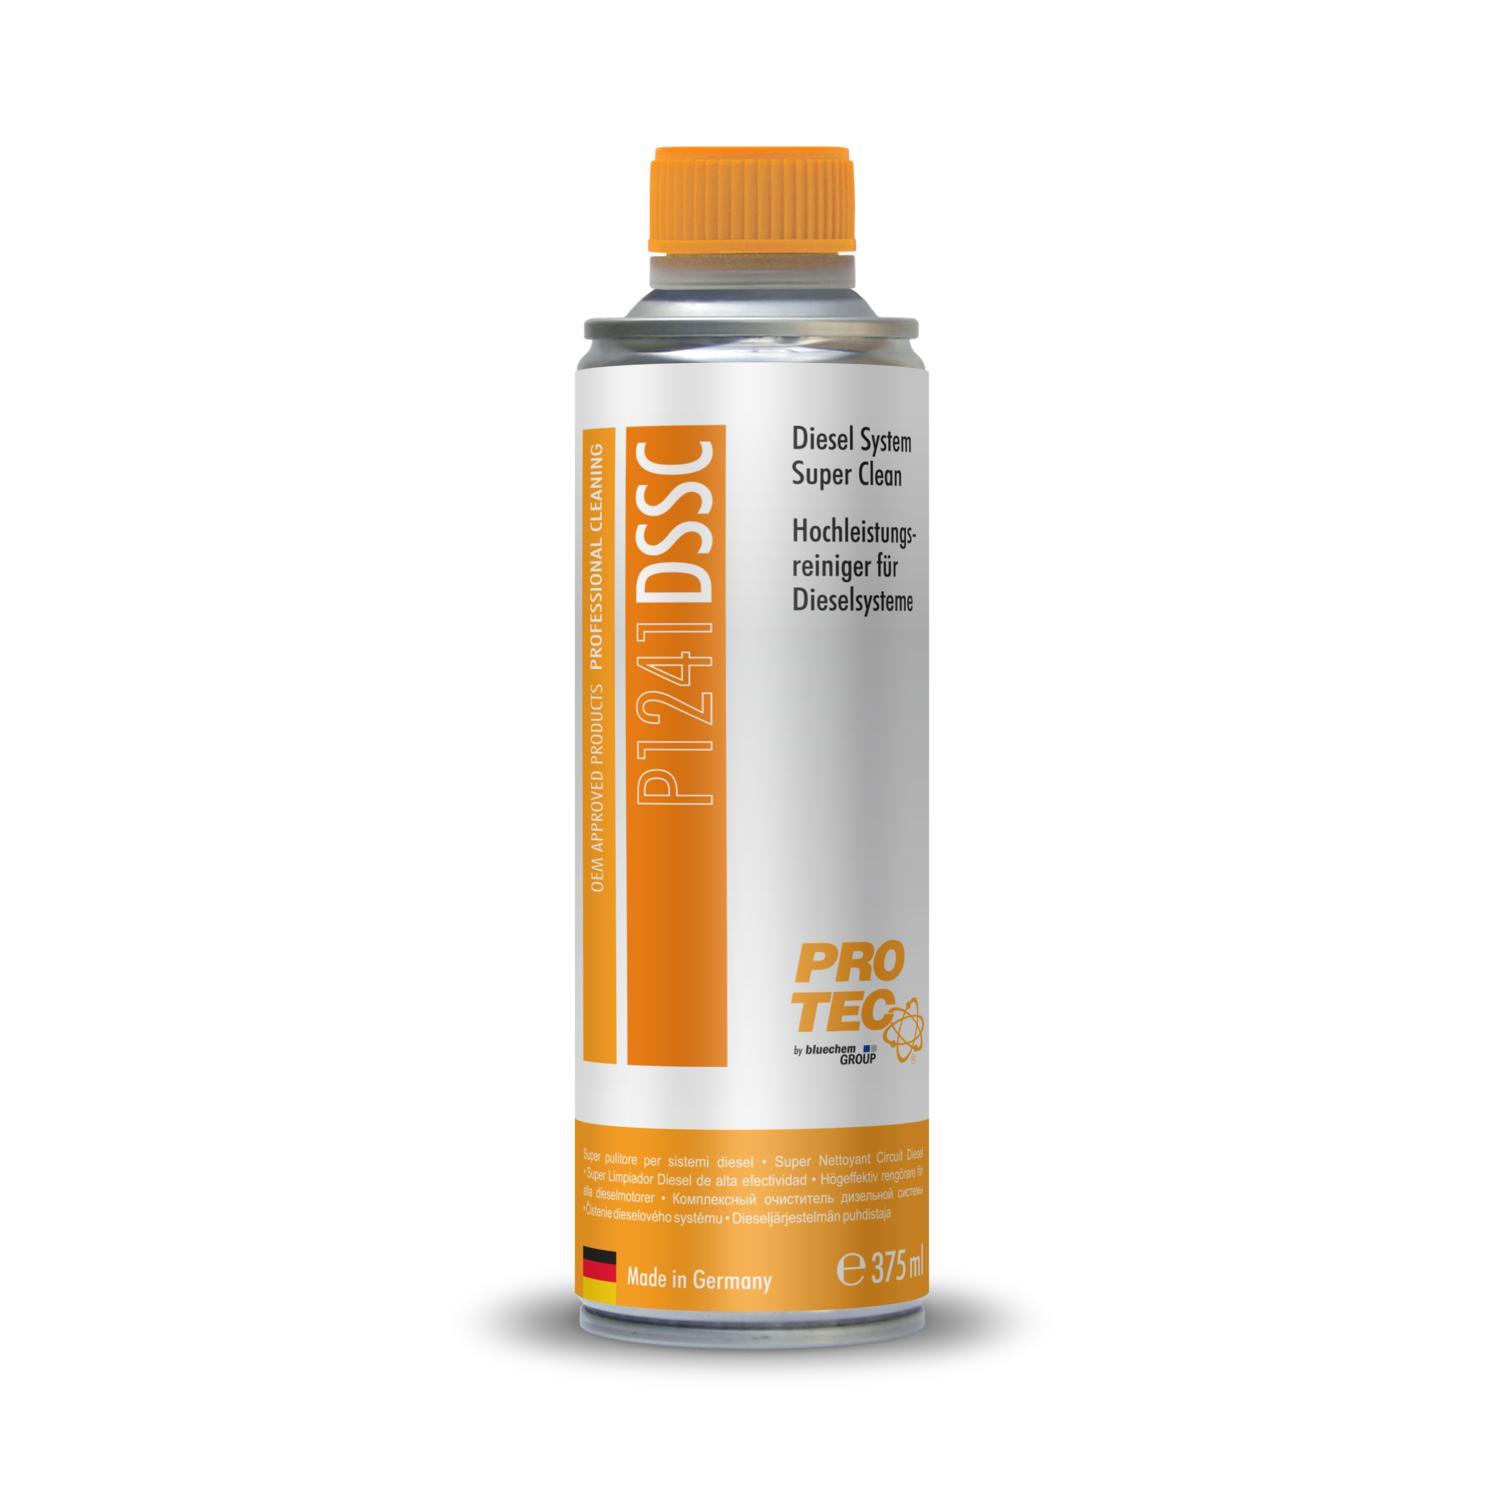 OEM APPROVED PRODUCTS PROFESSIONAL CLEANING
P1241DSSC
Diesel System
Super Clean
Hochleistungs-
reiniger für
Dieselsysteme
PRO
TEC
®
by bluechem
GROUP
Super pulitore per sistemi diesel • Super Nettoyant Circuit Diesel
• Super Limpiador Diesel de alta efectividad • Högeffektiv rengörare för
alla dieselmotorer • Комплексный очиститель дизельной системы
• Čistenie dieselového systému • Dieseljärjestelmän puhdistaja
Made in Germany
℮ 375 ml